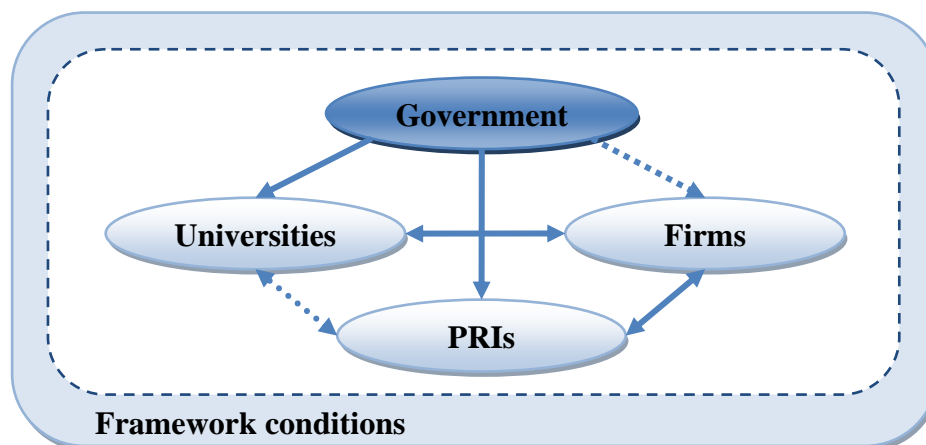 Government
Universities
Firms
PRIs
Framework conditions